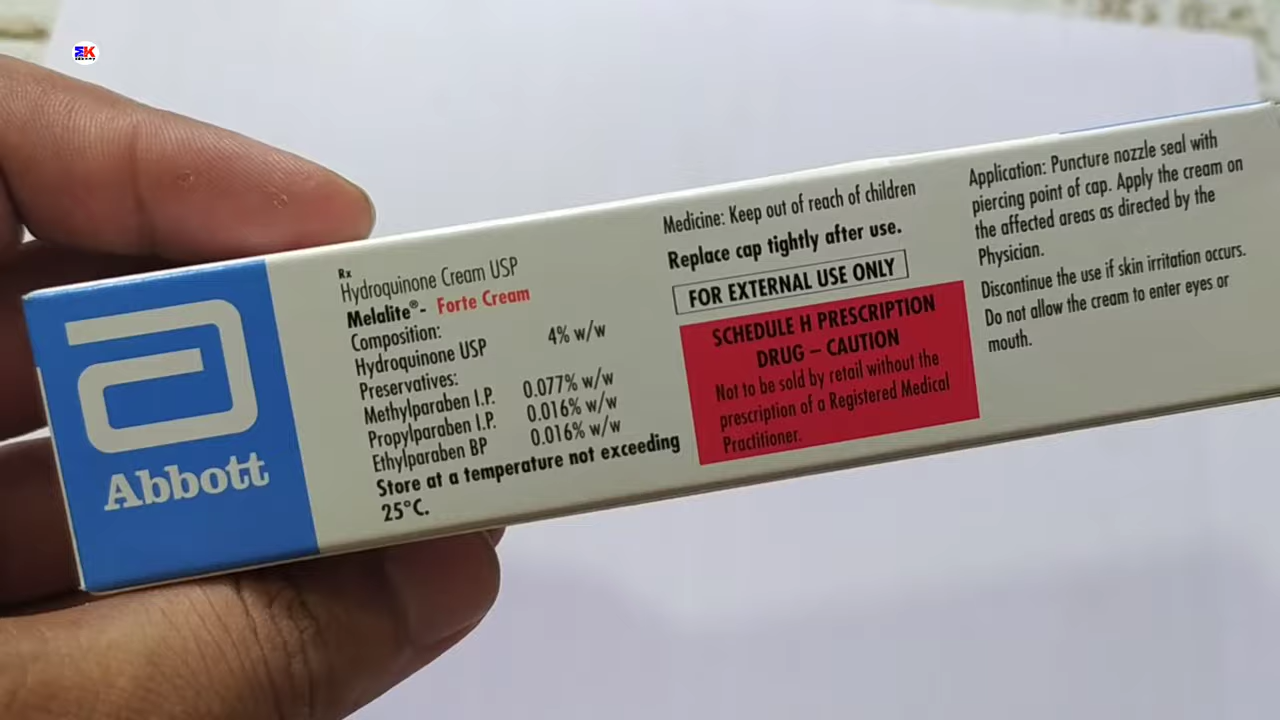 MK
Abbott
Rx
Hydroquinone Cream USP
Melalite®- Forte Cream
Composition:
Hydroquinone USP 4% w/w
Preservatives:
Methylparaben I.P. 0.077% w/w
Propylparaben I.P. 0.016% w/w
Ethylparaben BP 0.016% w/w
Store at a temperature not exceeding
25°C.
Medicine: Keep out of reach of children
Replace cap tightly after use.
FOR EXTERNAL USE ONLY
SCHEDULE H PRESCRIPTION
DRUG – CAUTION
Not to be sold by retail without the
prescription of a Registered Medical
Practitioner.
Application: Puncture nozzle seal with
piercing point of cap. Apply the cream on
the affected areas as directed by the
Physician.
Discontinue the use if skin irritation occurs.
Do not allow the cream to enter eyes or
mouth.